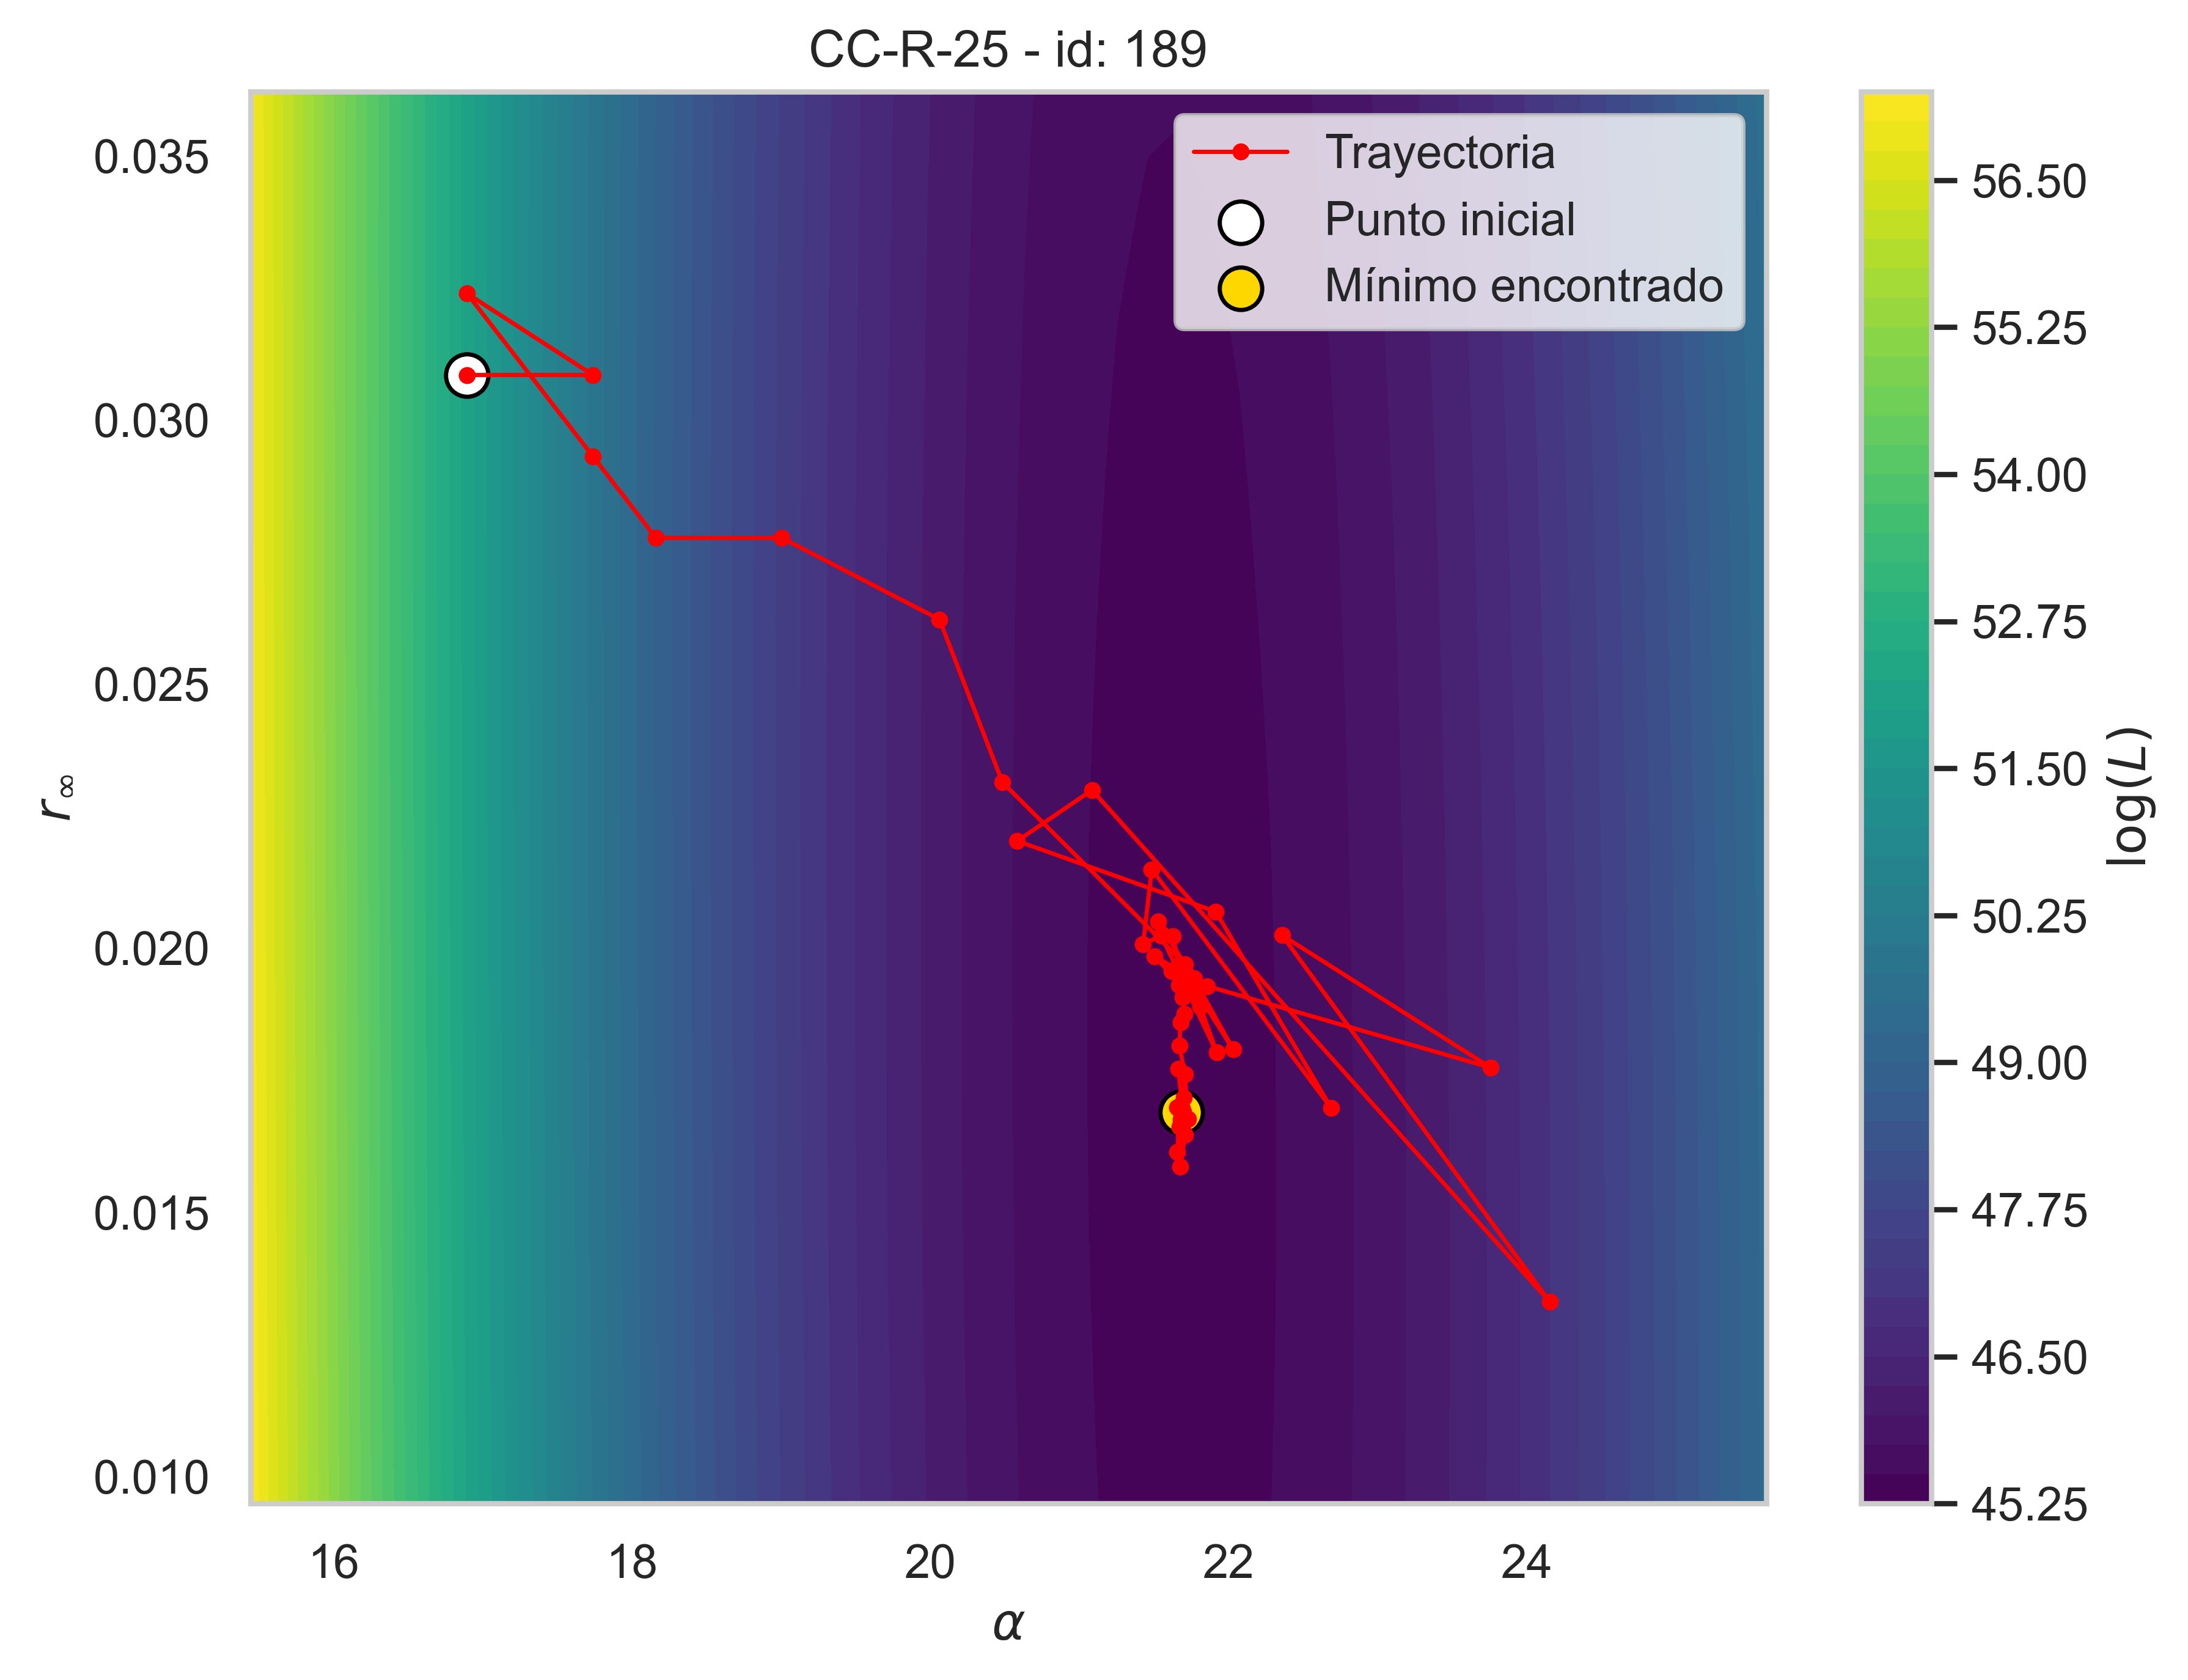 CC-R-25 - id: 189
Trayectoria
Punto inicial
Mínimo encontrado
0.035
0.030
0.025
0.020
0.015
0.010
r∞
16 18 20 22 24
α
56.50
55.25
54.00
52.75
51.50
50.25
49.00
47.75
46.50
45.25
log(L)